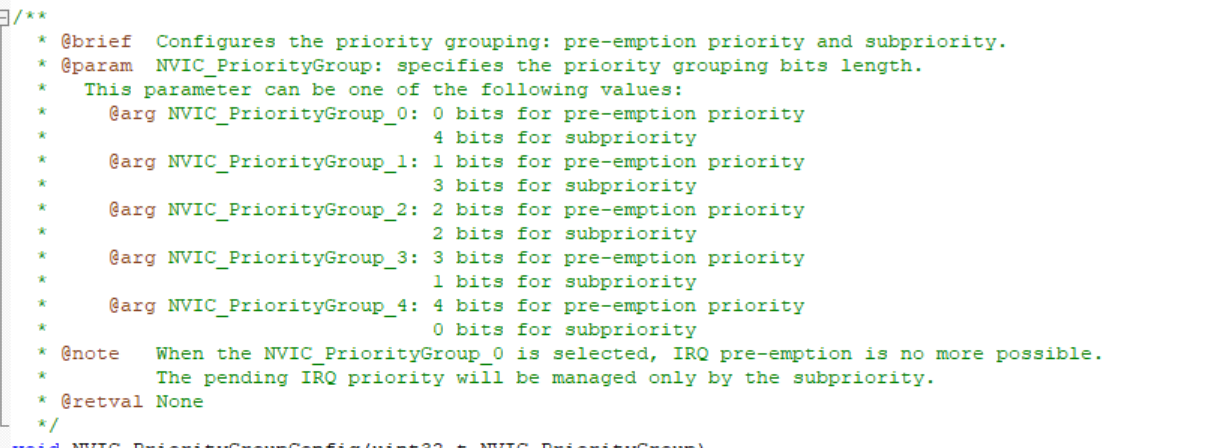 /**
  * @brief  Configures the priority grouping: pre-emption priority and subpriority.
  * @param  NVIC_PriorityGroup: specifies the priority grouping bits length.
  *   This parameter can be one of the following values:
  *     @arg NVIC_PriorityGroup_0: 0 bits for pre-emption priority
  *                                4 bits for subpriority
  *     @arg NVIC_PriorityGroup_1: 1 bits for pre-emption priority
  *                                3 bits for subpriority
  *     @arg NVIC_PriorityGroup_2: 2 bits for pre-emption priority
  *                                2 bits for subpriority
  *     @arg NVIC_PriorityGroup_3: 3 bits for pre-emption priority
  *                                1 bits for subpriority
  *     @arg NVIC_PriorityGroup_4: 4 bits for pre-emption priority
  *                                0 bits for subpriority
  * @note   When the NVIC_PriorityGroup_0 is selected, IRQ pre-emption is no more possible.
  *         The pending IRQ priority will be managed only by the subpriority.
  * @retval None
  */
void NVIC_PriorityGroupConfig(uint32_t NVIC_PriorityGroup)